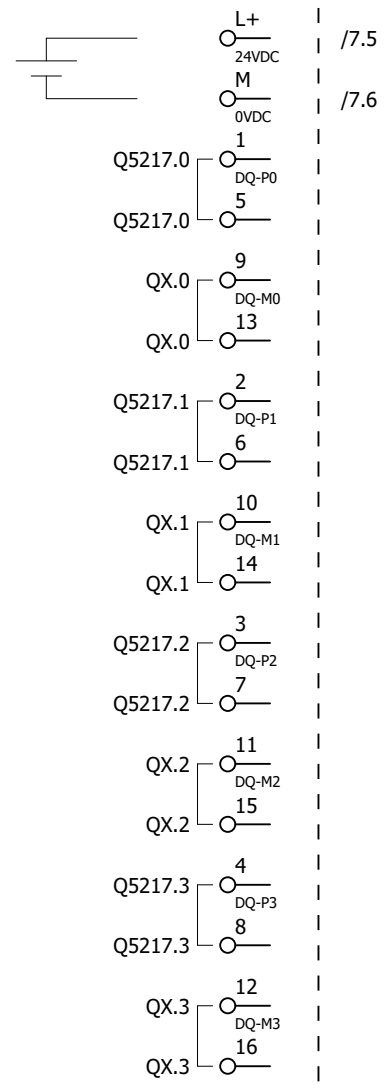 L+
/7.5
24VDC
M
/7.6
0VDC
1
Q5217.0
DQ-P0
5
Q5217.0
9
QX.0
DQ-M0
13
QX.0
2
Q5217.1
DQ-P1
6
Q5217.1
10
QX.1
DQ-M1
14
QX.1
3
Q5217.2
DQ-P2
7
Q5217.2
11
QX.2
DQ-M2
15
QX.2
4
Q5217.3
DQ-P3
8
Q5217.3
12
QX.3
DQ-M3
16
QX.3